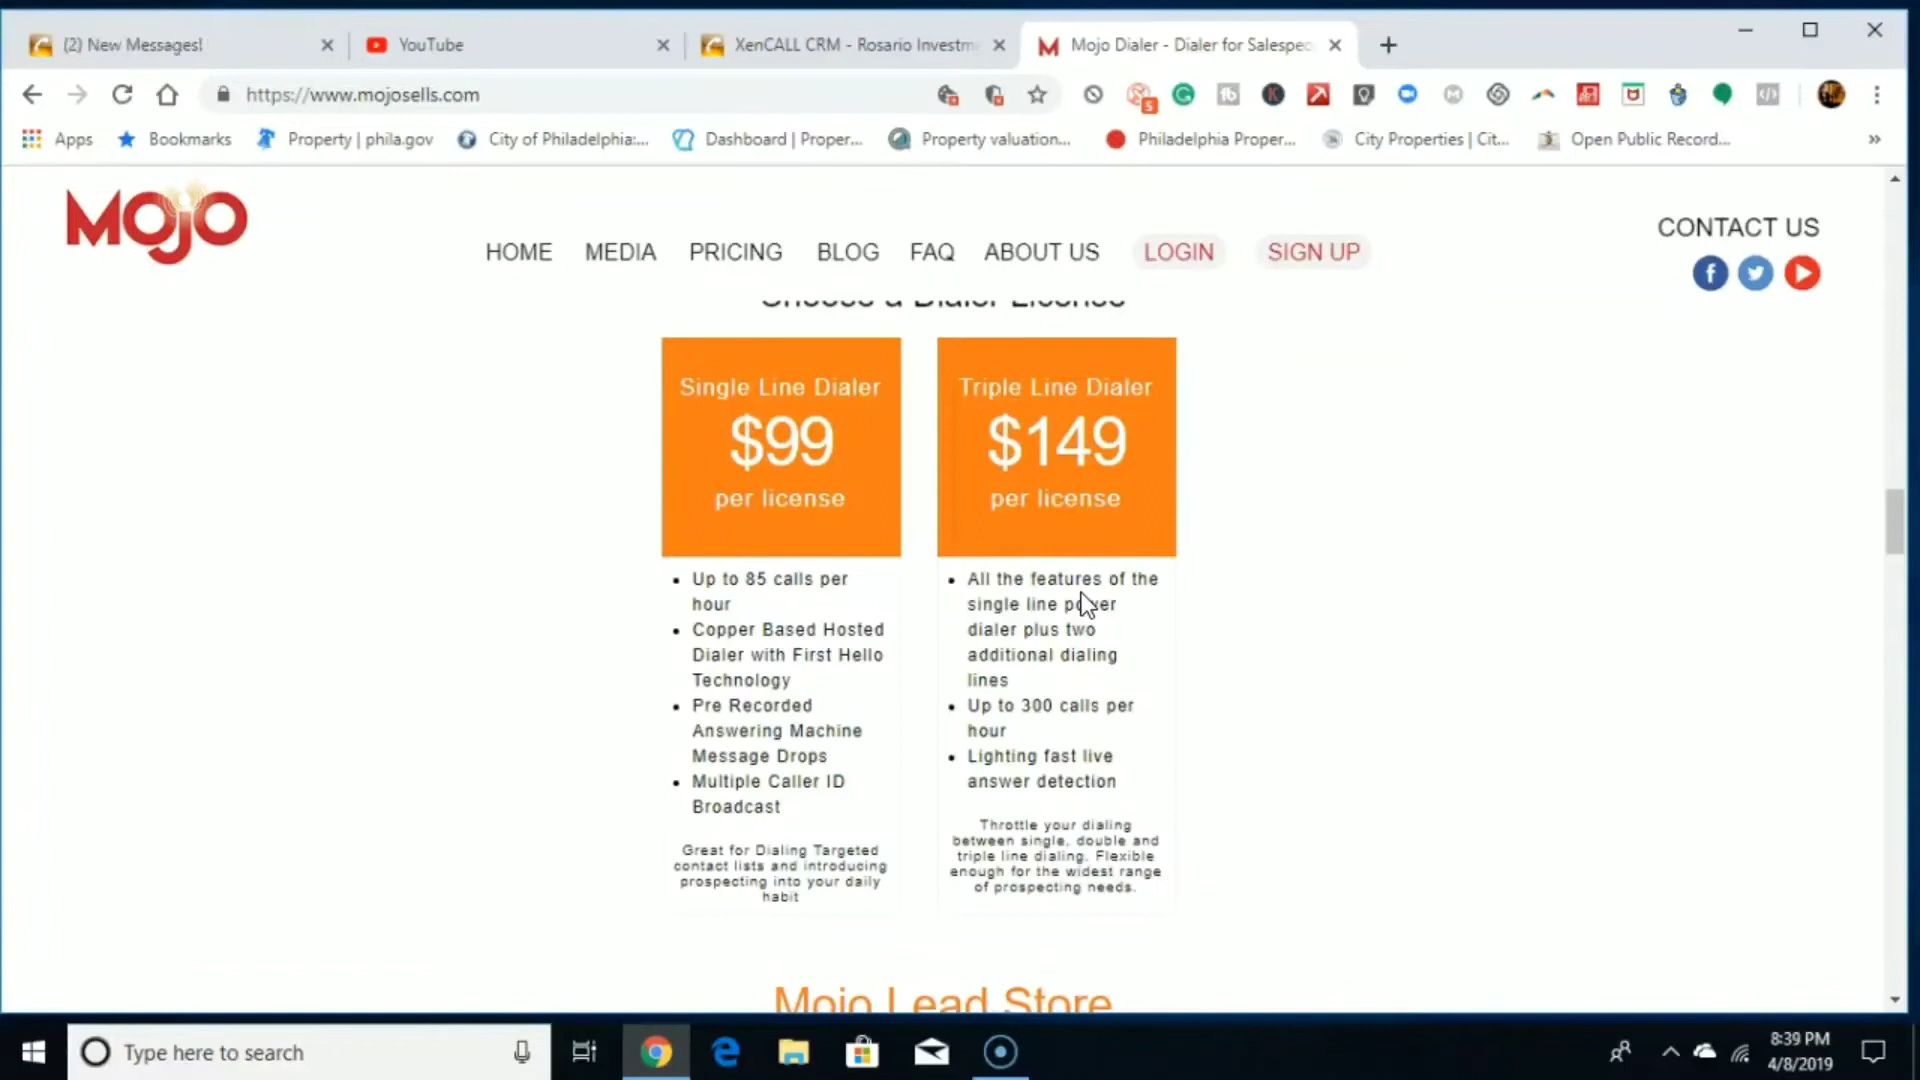 (2) New Messages!
YouTube
XenCALL CRM - Rosario Investm
Mojo Dialer - Dialer for Salespeo
https://www.mojosells.com
5
Apps
Bookmarks
Property | phila.gov
City of Philadelphia:...
Dashboard | Proper...
Property valuation...
Philadelphia Proper...
City Properties | Cit...
Open Public Record...
»
MOJO
HOME
MEDIA
PRICING
BLOG
FAQ
ABOUT US
LOGIN
SIGN UP
CONTACT US
Choose a Dialer License
Single Line Dialer
$99
per license
• Up to 85 calls per
hour
• Copper Based Hosted
Dialer with First Hello
Technology
• Pre Recorded
Answering Machine
Message Drops
• Multiple Caller ID
Broadcast
Great for Dialing Targeted
contact lists and introducing
prospecting into your daily
habit
Triple Line Dialer
$149
per license
• All the features of the
single line power
dialer plus two
additional dialing
lines
• Up to 300 calls per
hour
• Lighting fast live
answer detection
Throttle your dialing
between single, double and
triple line dialing. Flexible
enough for the widest range
of prospecting needs.
Mojo Lead Store
Type here to search
8:39 PM
4/8/2019